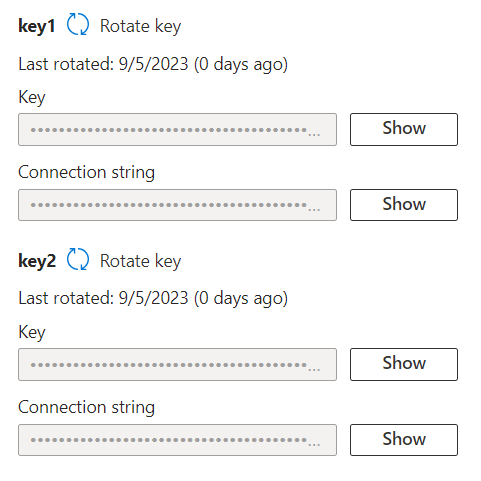 key1 Rotate key
Last rotated: 9/5/2023 (0 days ago)
Key
••••••••••••••••••••••••••••••••••••••••... Show
Connection string
••••••••••••••••••••••••••••••••••••••••... Show
key2 Rotate key
Last rotated: 9/5/2023 (0 days ago)
Key
••••••••••••••••••••••••••••••••••••••••... Show
Connection string
••••••••••••••••••••••••••••••••••••••••... Show